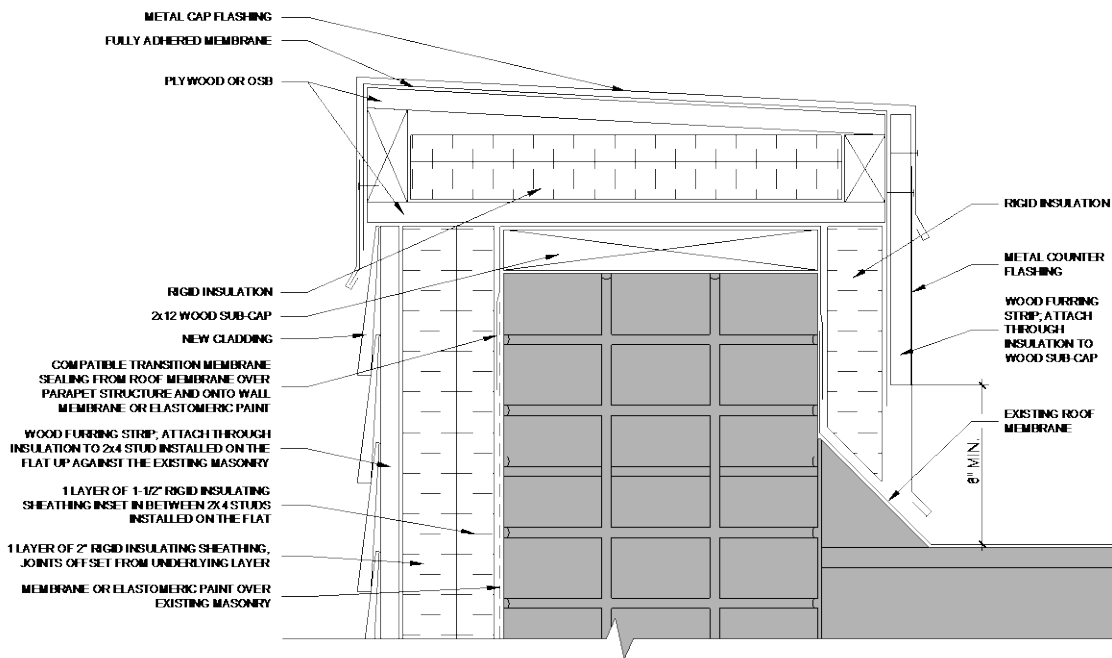 METAL CAP FLASHING
FULLY ADHERED MEMBRANE
PLYWOOD OR OSB
RIGID INSULATION
2x12 WOOD SUB-CAP
NEW CLADDING
COMPATIBLE TRANSITION MEMBRANE
SEALING FROM ROOF MEMBRANE OVER
PARAPET STRUCTURE AND ONTO WALL
MEMBRANE OR ELASTOMERIC PAINT
WOOD FURRING STRIP; ATTACH THROUGH
INSULATION TO 2x4 STUD INSTALLED ON THE
FLAT UP AGAINST THE EXISTING MASONRY
1 LAYER OF 1-1/2" RIGID INSULATING
SHEATHING INSET IN BETWEEN 2X4 STUDS
INSTALLED ON THE FLAT
1 LAYER OF 2" RIGID INSULATING SHEATHING,
JOINTS OFFSET FROM UNDERLYING LAYER
MEMBRANE OR ELASTOMERIC PAINT OVER
EXISTING MASONRY
RIGID INSULATION
METAL COUNTER
FLASHING
WOOD FURRING
STRIP; ATTACH
THROUGH
INSULATION TO
WOOD SUB-CAP
EXISTING ROOF
MEMBRANE
8" MIN.